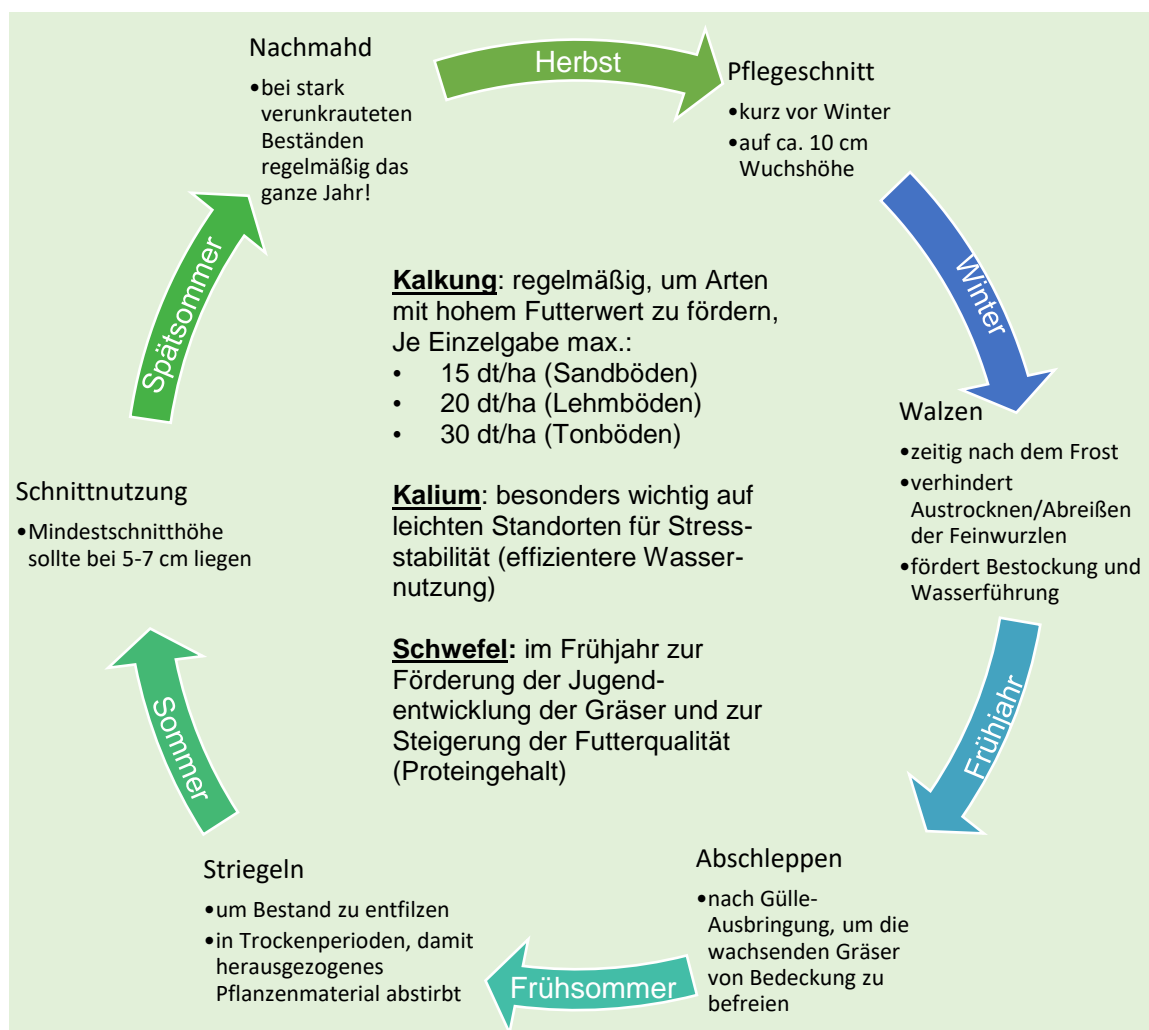 Nachmahd
•bei stark
verunkrauteten
Beständen
regelmäßig das
ganze Jahr!
Herbst
Pflegeschnitt
•kurz vor Winter
•auf ca. 10 cm
Wuchshöhe
Winter
Walzen
•zeitig nach dem Frost
•verhindert
Austrocknen/Abreißen
der Feinwurzlen
•fördert Bestockung und
Wasserführung
Frühjahr
Abschleppen
•nach Gülle-
Ausbringung, um die
wachsenden Gräser
von Bedeckung zu
befreien
Frühsommer
Striegeln
•um Bestand zu entfilzen
•in Trockenperioden, damit
herausgezogenes
Pflanzenmaterial abstirbt
Sommer
Schnittnutzung
•Mindestschnitthöhe
sollte bei 5-7 cm liegen
Spätsommer
Kalkung: regelmäßig, um Arten
mit hohem Futterwert zu fördern,
Je Einzelgabe max.:
• 15 dt/ha (Sandböden)
• 20 dt/ha (Lehmböden)
• 30 dt/ha (Tonböden)
Kalium: besonders wichtig auf
leichten Standorten für Stress-
stabilität (effizientere Wasser-
nutzung)
Schwefel: im Frühjahr zur
Förderung der Jugend-
entwicklung der Gräser und zur
Steigerung der Futterqualität
(Proteingehalt)